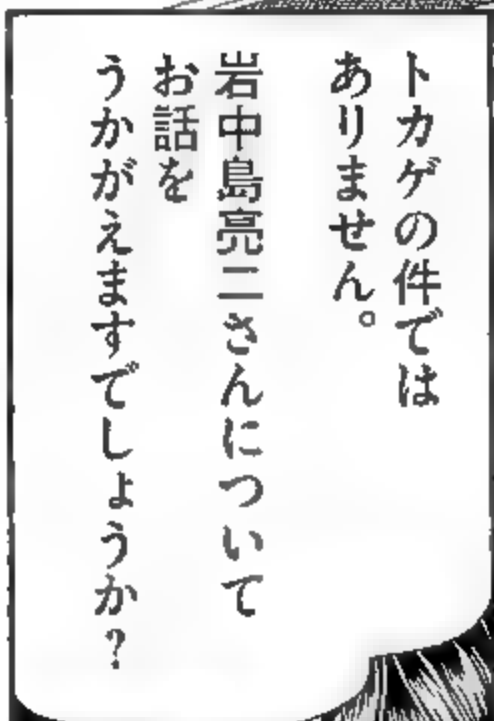 トカゲの件では
ありません。
岩中島亮二さんについて
お話を
うかがえますでしょうか？